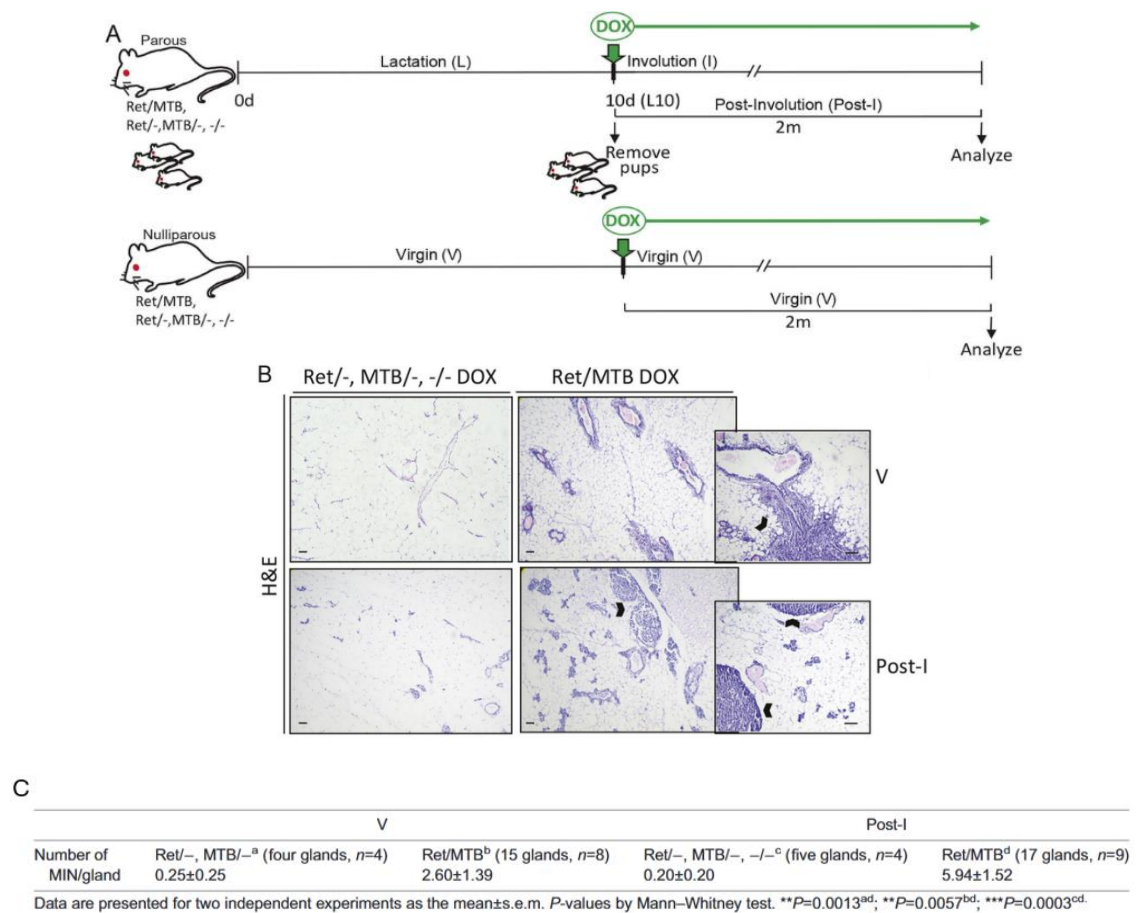 A
Parous
DOX
Lactation (L)
Involution (I)
Ret/MTB,
Ret/-,MTB/-, -/-
0d
10d (L10)
Post-Involution (Post-I)
2m
Remove
pups
Analyze
Nulliparous
DOX
Virgin (V)
Virgin (V)
Ret/MTB,
Ret/-,MTB/-, -/-
Virgin (V)
2m
Analyze
B
Ret/-, MTB/-, -/- DOX
Ret/MTB DOX
V
H&E
Post-I
C
V Post-I
Number of Ret/−, MTB/−ᵃ (four glands, n=4) Ret/MTBᵇ (15 glands, n=8) Ret/−, MTB/−, −/−ᶜ (five glands, n=4) Ret/MTBᵈ (17 glands, n=9)
MIN/gland 0.25±0.25 2.60±1.39 0.20±0.20 5.94±1.52
Data are presented for two independent experiments as the mean±s.e.m. P-values by Mann–Whitney test. **P=0.0013ᵃᵈ; **P=0.0057ᵇᵈ; ***P=0.0003ᶜᵈ.